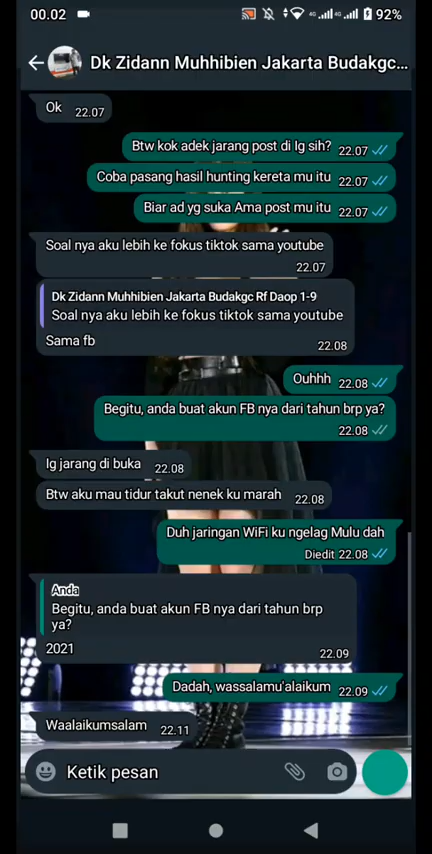 00.02 4G 4G 92%
Dk Zidann Muhhibien Jakarta Budakgc...
Ok 22.07
Btw kok adek jarang post di Ig sih? 22.07
Coba pasang hasil hunting kereta mu itu 22.07
Biar ad yg suka Ama post mu itu 22.07
Soal nya aku lebih ke fokus tiktok sama youtube
22.07
Dk Zidann Muhhibien Jakarta Budakgc Rf Daop 1-9
Soal nya aku lebih ke fokus tiktok sama youtube
Sama fb 22.08
Ouhhh 22.08
Begitu, anda buat akun FB nya dari tahun brp ya?
22.08
Ig jarang di buka 22.08
Btw aku mau tidur takut nenek ku marah 22.08
Duh jaringan WiFi ku ngelag Mulu dah
Diedit 22.08
Anda
Begitu, anda buat akun FB nya dari tahun brp
ya?
2021 22.09
Dadah, wassalamu'alaikum 22.09
Waalaikumsalam 22.11
Ketik pesan